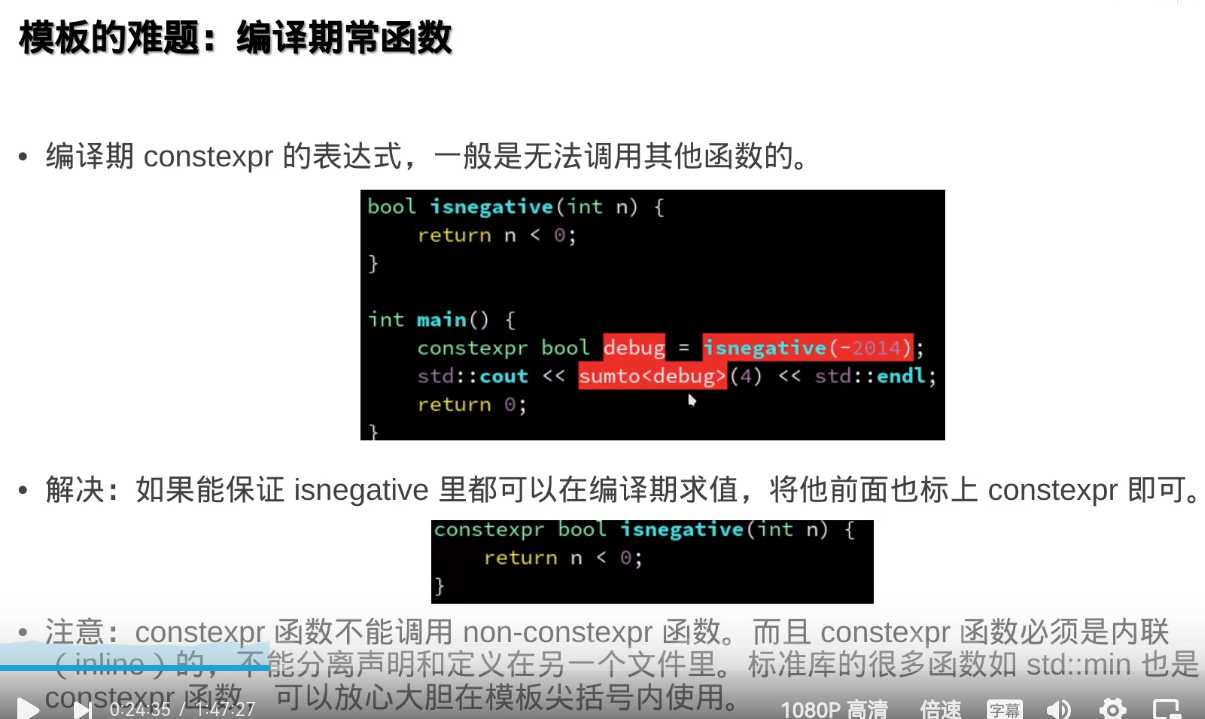 模板的难题：编译期常函数
• 编译期 constexpr 的表达式，一般是无法调用其他函数的。
bool isnegative(int n) {
return n < 0;
}
int main() {
constexpr bool debug = isnegative(-2014);
std::cout << sumto<debug>(4) << std::endl;
return 0;
}
• 解决：如果能保证 isnegative 里都可以在编译期求值，将他前面也标上 constexpr 即可。
constexpr bool isnegative(int n) {
return n < 0;
}
• 注意：constexpr 函数不能调用 non-constexpr 函数。而且 constexpr 函数必须是内联
（inline）的，不能分离声明和定义在另一个文件里。标准库的很多函数如 std::min 也是
constexpr 函数，可以放心大胆在模板尖括号内使用。
0:24:35 / 1:47:27 1080P 高清 倍速 字幕